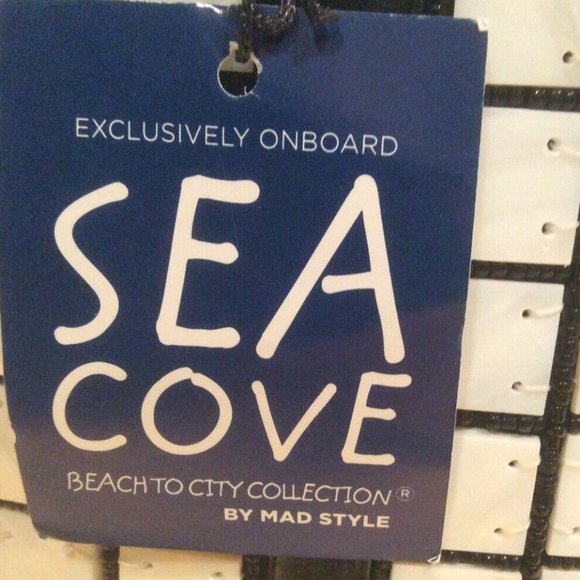 EXCLUSIVELY ONBOARD
SEA
COVE
BEACH TO CITY COLLECTION®
BY MAD STYLE